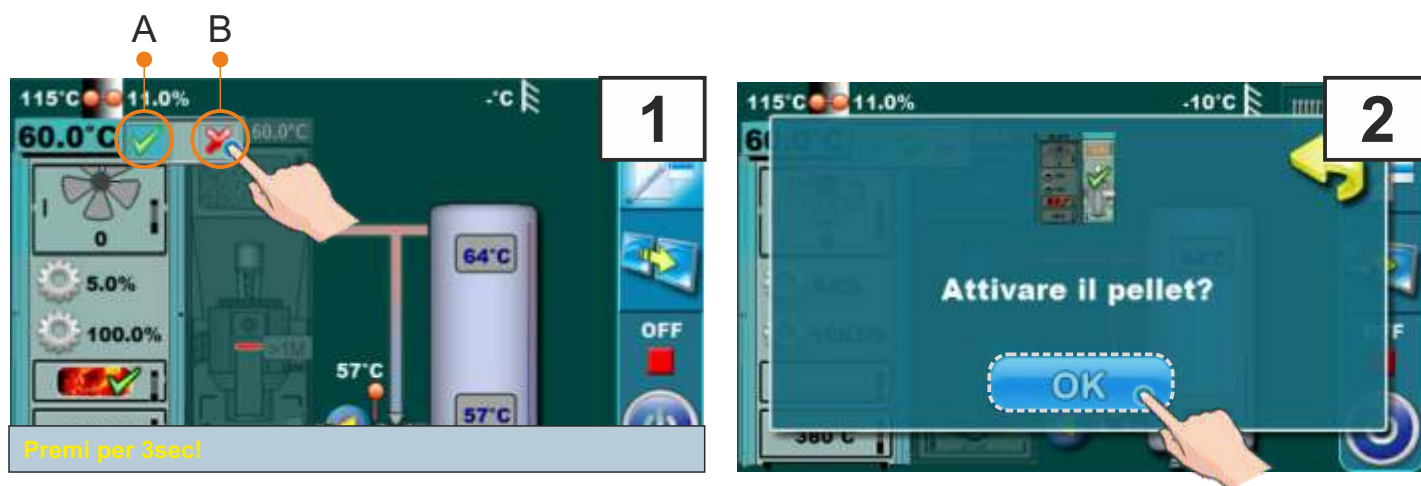 A B
115°C 11.0% -°C
1
60.0°C 60.0°C
0
5.0%
100.0%
>1M
57°C
64°C
57°C
OFF
Premi per 3sec!
115°C 11.0% -10°C
2
Attivare il pellet?
OK
380°C